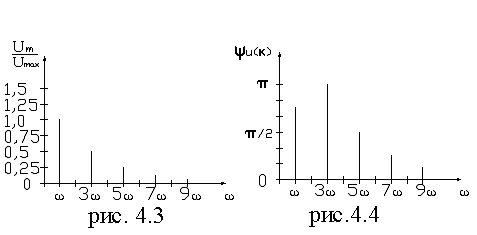 Um
Umax
1,5
1,25
1,0
0,75
0,5
0,25
0
ω 3ω 5ω 7ω 9ω ω
рис. 4.3
ψu(к)
π
π/2
0
ω 3ω 5ω 7ω 9ω ω
рис.4.4